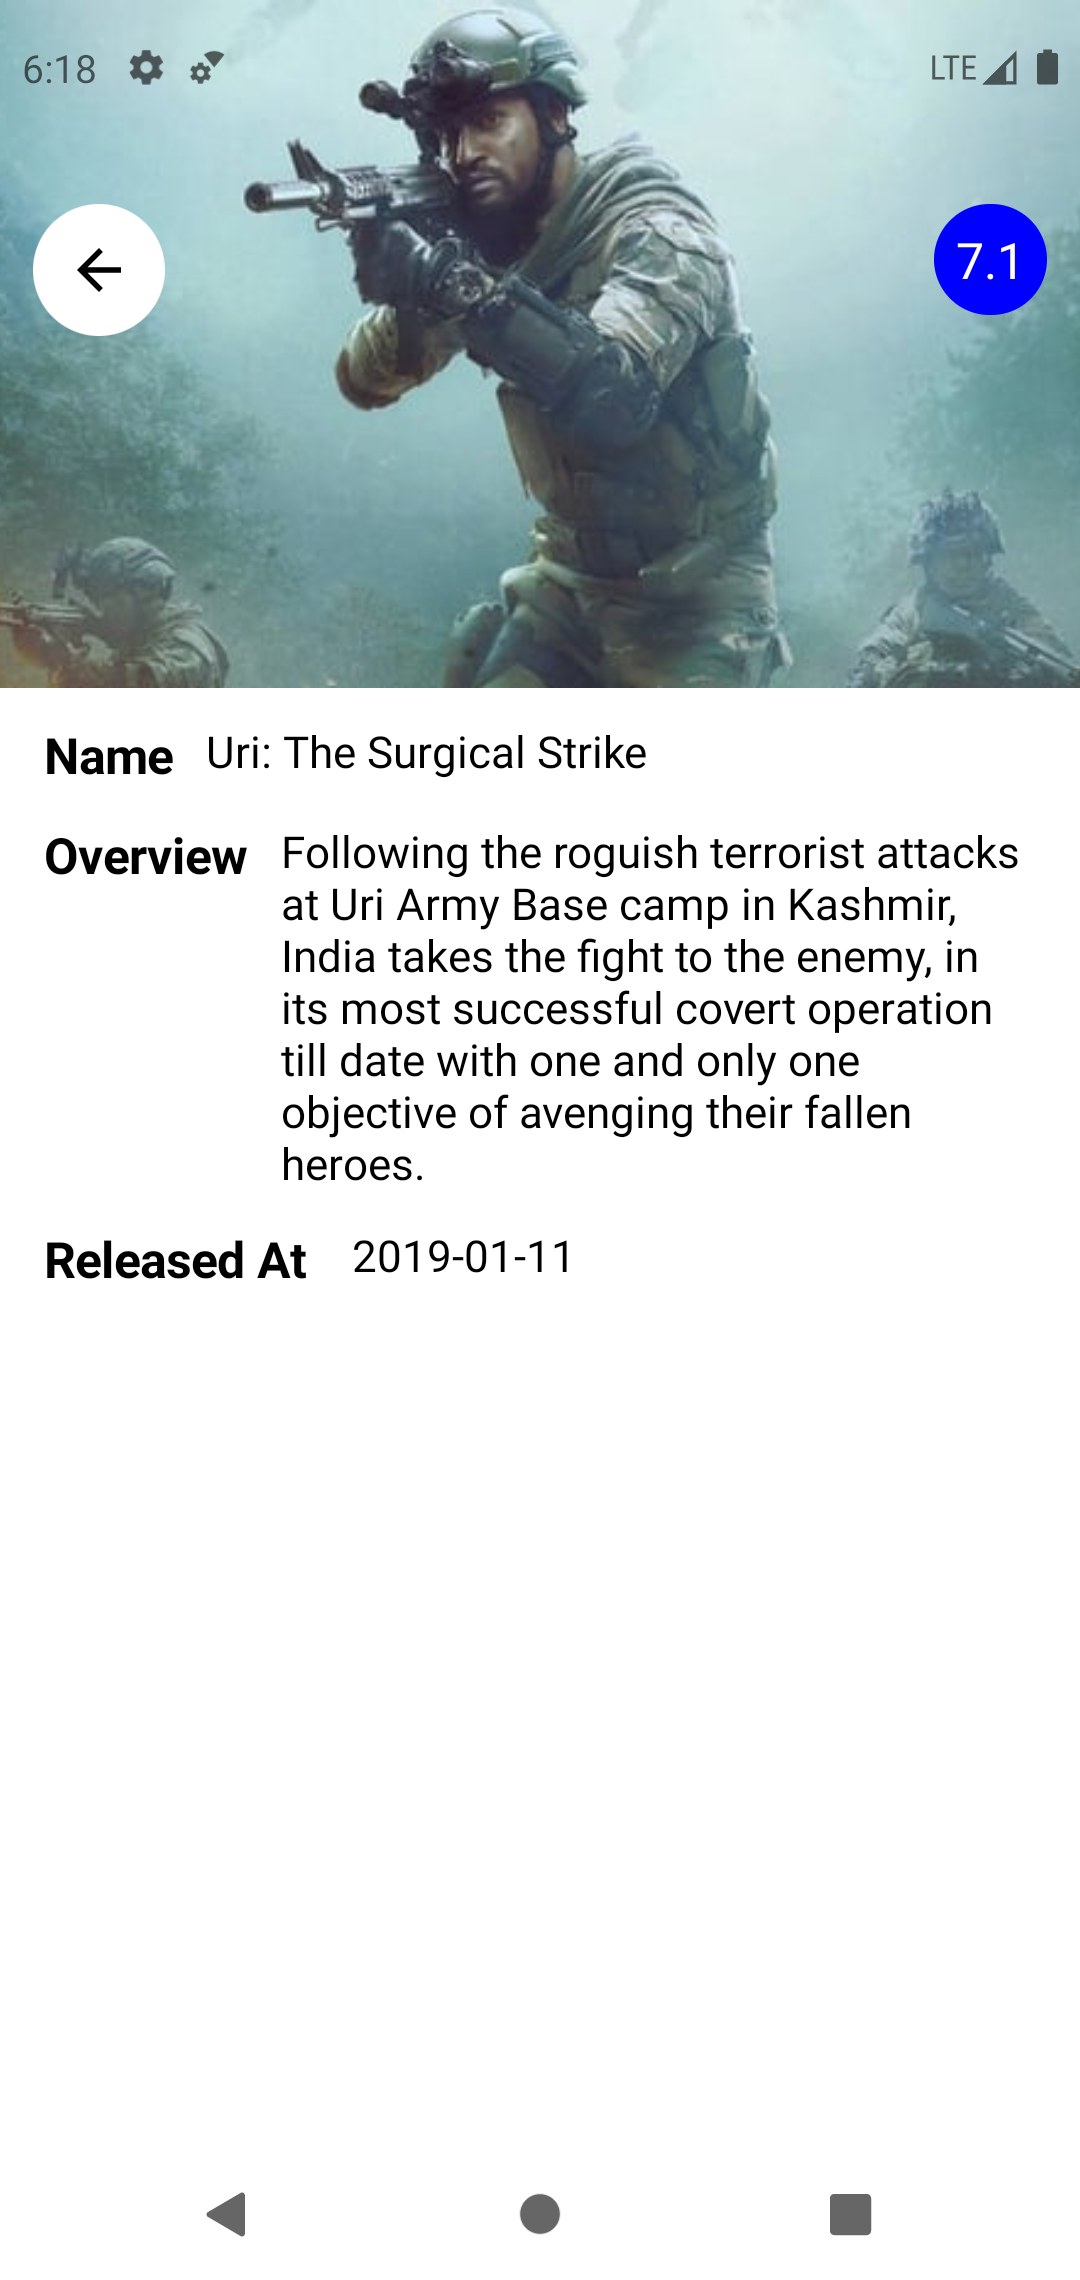 6:18 LTE
7.1
Name Uri: The Surgical Strike
Overview Following the roguish terrorist attacks
at Uri Army Base camp in Kashmir,
India takes the fight to the enemy, in
its most successful covert operation
till date with one and only one
objective of avenging their fallen
heroes.
Released At 2019-01-11